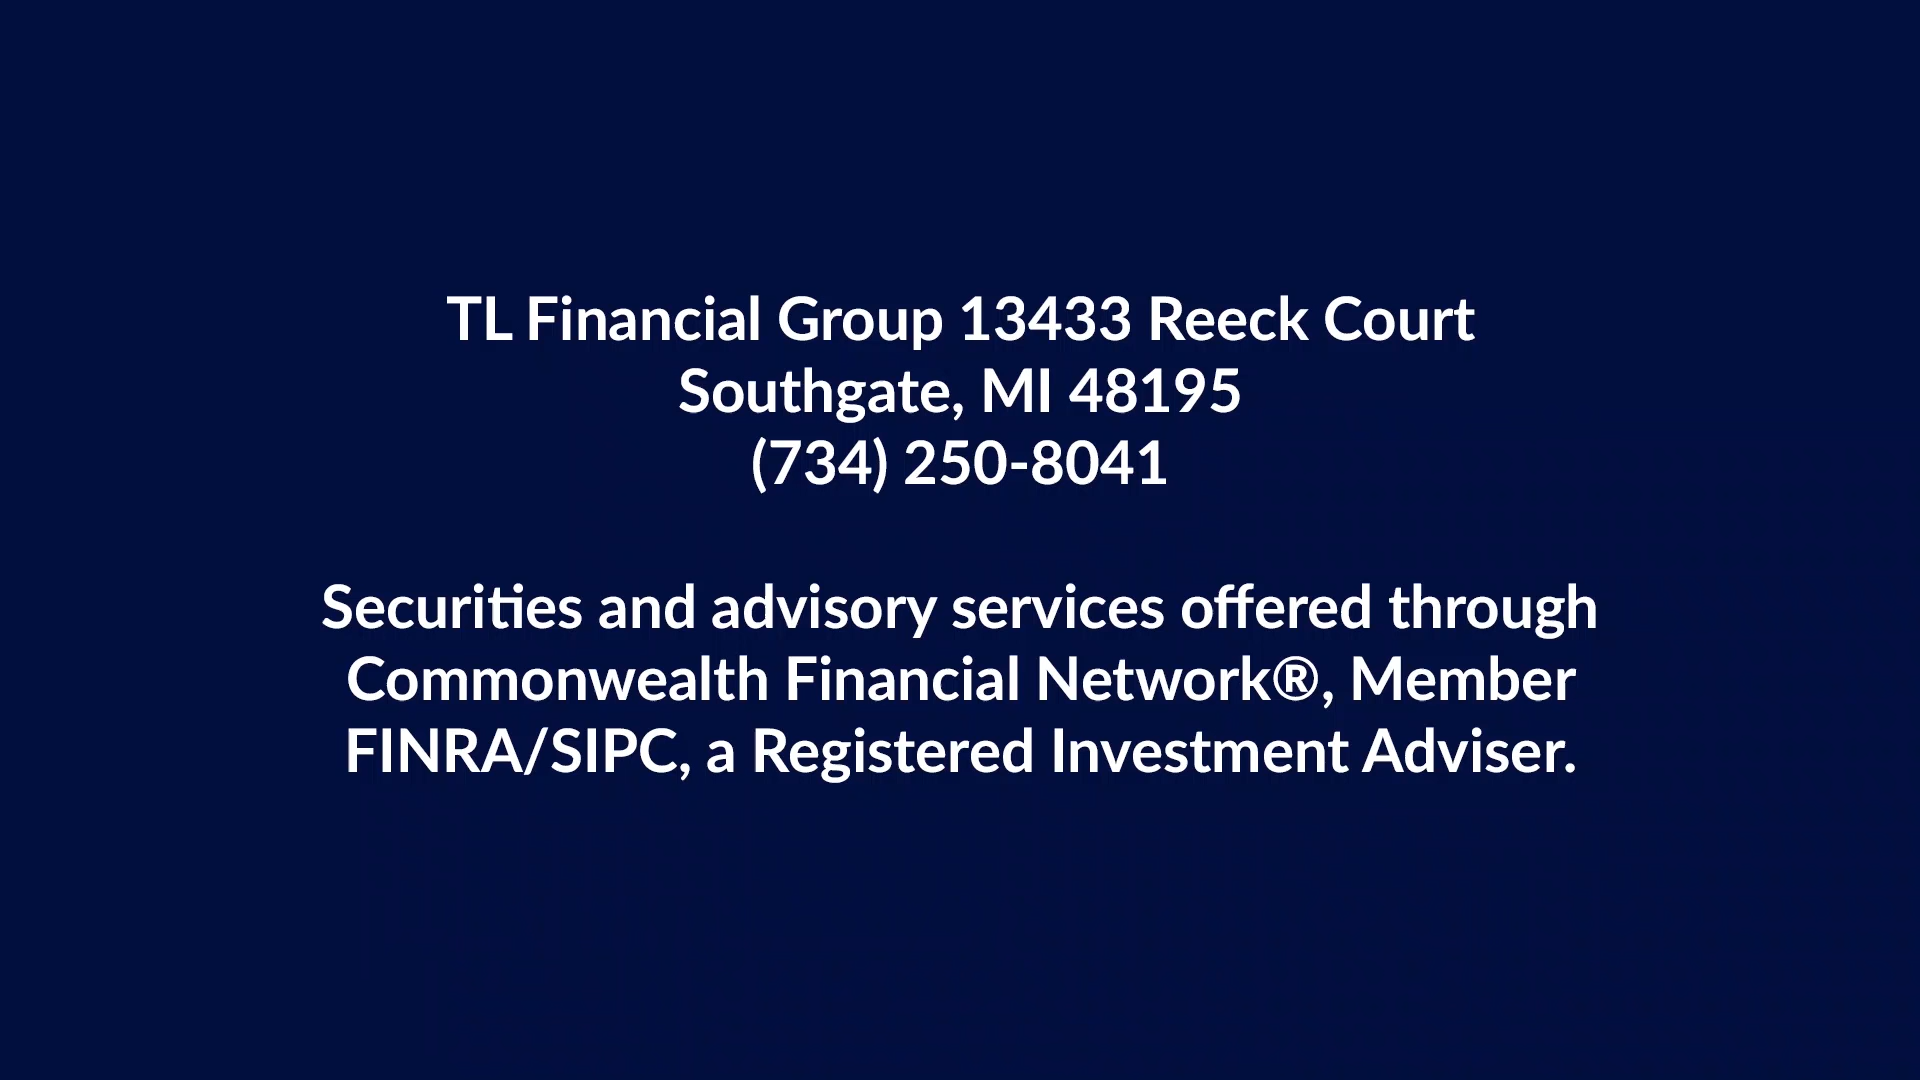 TL Financial Group 13433 Reeck Court
Southgate, MI 48195
(734) 250-8041
Securities and advisory services offered through
Commonwealth Financial Network®, Member
FINRA/SIPC, a Registered Investment Adviser.